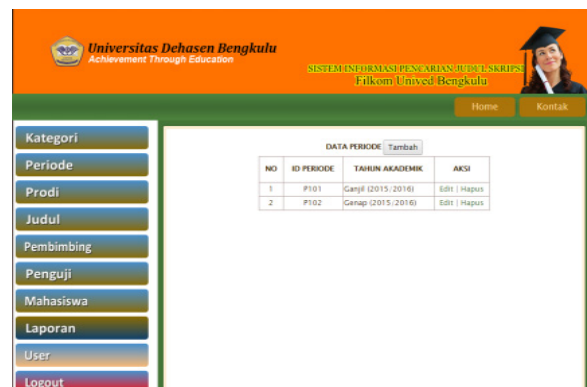 Universitas Dehasen Bengkulu
Achievement Through Education
SISTEM INFORMASI PENCARIAN JUDUL SKRIPSI
Filkom Unived Bengkulu
Home Kontak
Kategori
Periode
Prodi
Judul
Pembimbing
Penguji
Mahasiswa
Laporan
User
Logout
DATA PERIODE Tambah
NO ID PERIODE TAHUN AKADEMIK AKSI
1 P101 Ganjil (2015/2016) Edit | Hapus
2 P102 Genap (2015/2016) Edit | Hapus